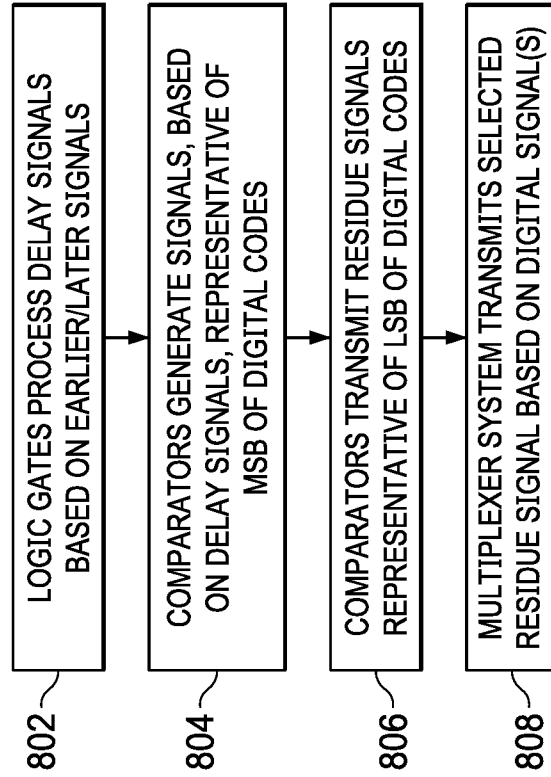 802
LOGIC GATES PROCESS DELAY SIGNALS
BASED ON EARLIER/LATER SIGNALS
804
COMPARATORS GENERATE SIGNALS, BASED
ON DELAY SIGNALS, REPRESENTATIVE OF
MSB OF DIGITAL CODES
806
COMPARATORS TRANSMIT RESIDUE SIGNALS
REPRESENTATIVE OF LSB OF DIGITAL CODES
808
MULTIPLEXER SYSTEM TRANSMITS SELECTED
RESIDUE SIGNAL BASED ON DIGITAL SIGNAL(S)